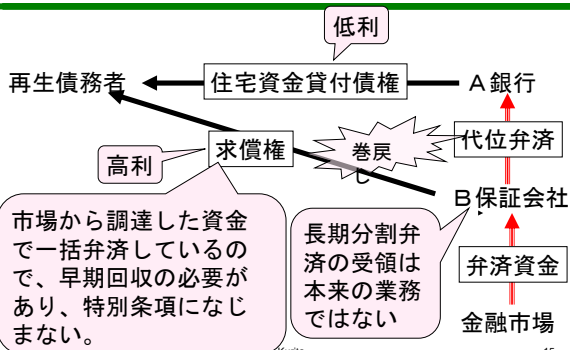 低利
再生債務者
住宅資金貸付債権
A銀行
求償権
巻戻
し
代位弁済
高利
B保証会社
市場から調達した資金
で一括弁済しているの
で、早期回収の必要が
あり、特別条項になじ
まない。
長期分割弁
済の受領は
本来の業務
ではない
弁済資金
金融市場